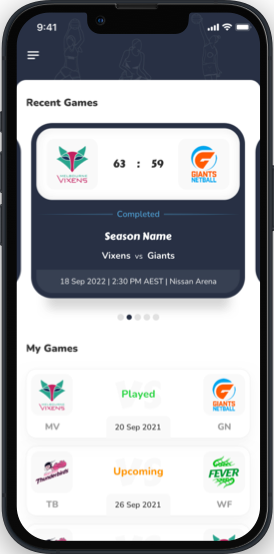 9:41
Recent Games
MELBOURNE
VIXENS
63 : 59
GIANTS
NETBALL
Completed
Season Name
Vixens vs Giants
18 Sep 2022 | 2:30 PM AEST | Nissan Arena
My Games
VIXENS
Played
GIANTS
NETBALL
MV
20 Sep 2021
GN
Thunderbirds
Upcoming
FEVER
TB
26 Sep 2021
WF